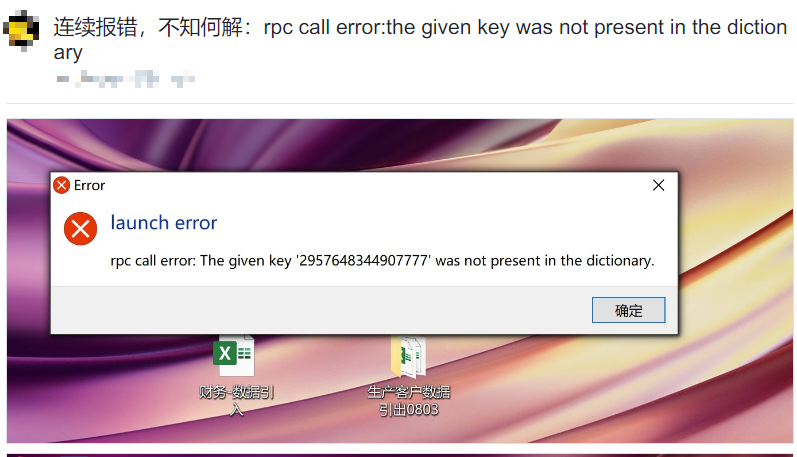 连续报错，不知何解：rpc call error:the given key was not present in the diction
ary
Error
launch error
rpc call error: The given key '2957648344907777' was not present in the dictionary.
确定
财务-数据引
入
生产客户数据
引出0803